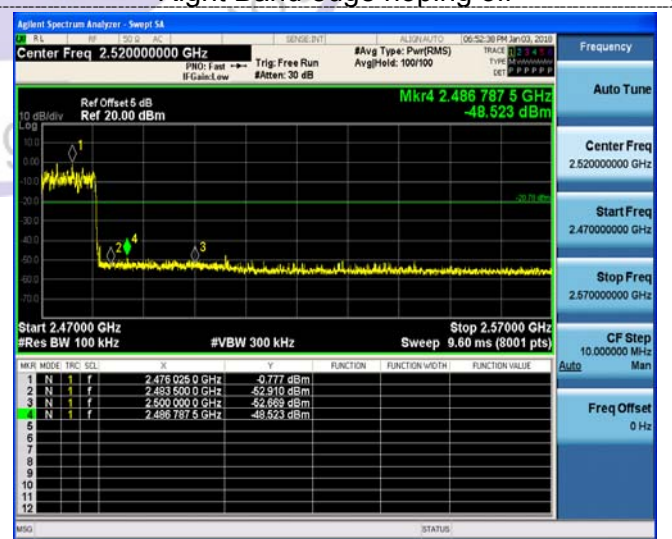 Agilent Spectrum Analyzer - Swept SA
RL RF 50 Ω AC SENSE:INT ALIGN AUTO 06:52:38 PM Jan 03, 2018
Center Freq 2.520000000 GHz
PNO: Fast
IFGain:Low
Trig: Free Run
#Atten: 30 dB
#Avg Type: Pwr(RMS)
Avg|Hold: 100/100
TRACE 1 2 3 4 5 6
TYPE M
DET P P P P P P
Ref Offset 5 dB
10 dB/div Ref 20.00 dBm
Log
Mkr4 2.486 787 5 GHz
-48.523 dBm
10.0
0.00
-10.0
-20.0
-30.0
-40.0
-50.0
-60.0
-70.0
1
2
4
3
Start 2.47000 GHz Stop 2.57000 GHz
#Res BW 100 kHz #VBW 300 kHz Sweep 9.60 ms (8001 pts)
MKR MODE TRC SCL X Y FUNCTION FUNCTION WIDTH FUNCTION VALUE
1 N 1 f 2.476 025 0 GHz -0.777 dBm
2 N 1 f 2.483 500 0 GHz -52.910 dBm
3 N 1 f 2.500 000 0 GHz -52.669 dBm
4 N 1 f 2.486 787 5 GHz -48.523 dBm
5
6
7
8
9
10
11
12
MSG STATUS
Frequency
Auto Tune
Center Freq
2.520000000 GHz
Start Freq
2.470000000 GHz
Stop Freq
2.570000000 GHz
CF Step
10.000000 MHz
Auto Man
Freq Offset
0 Hz